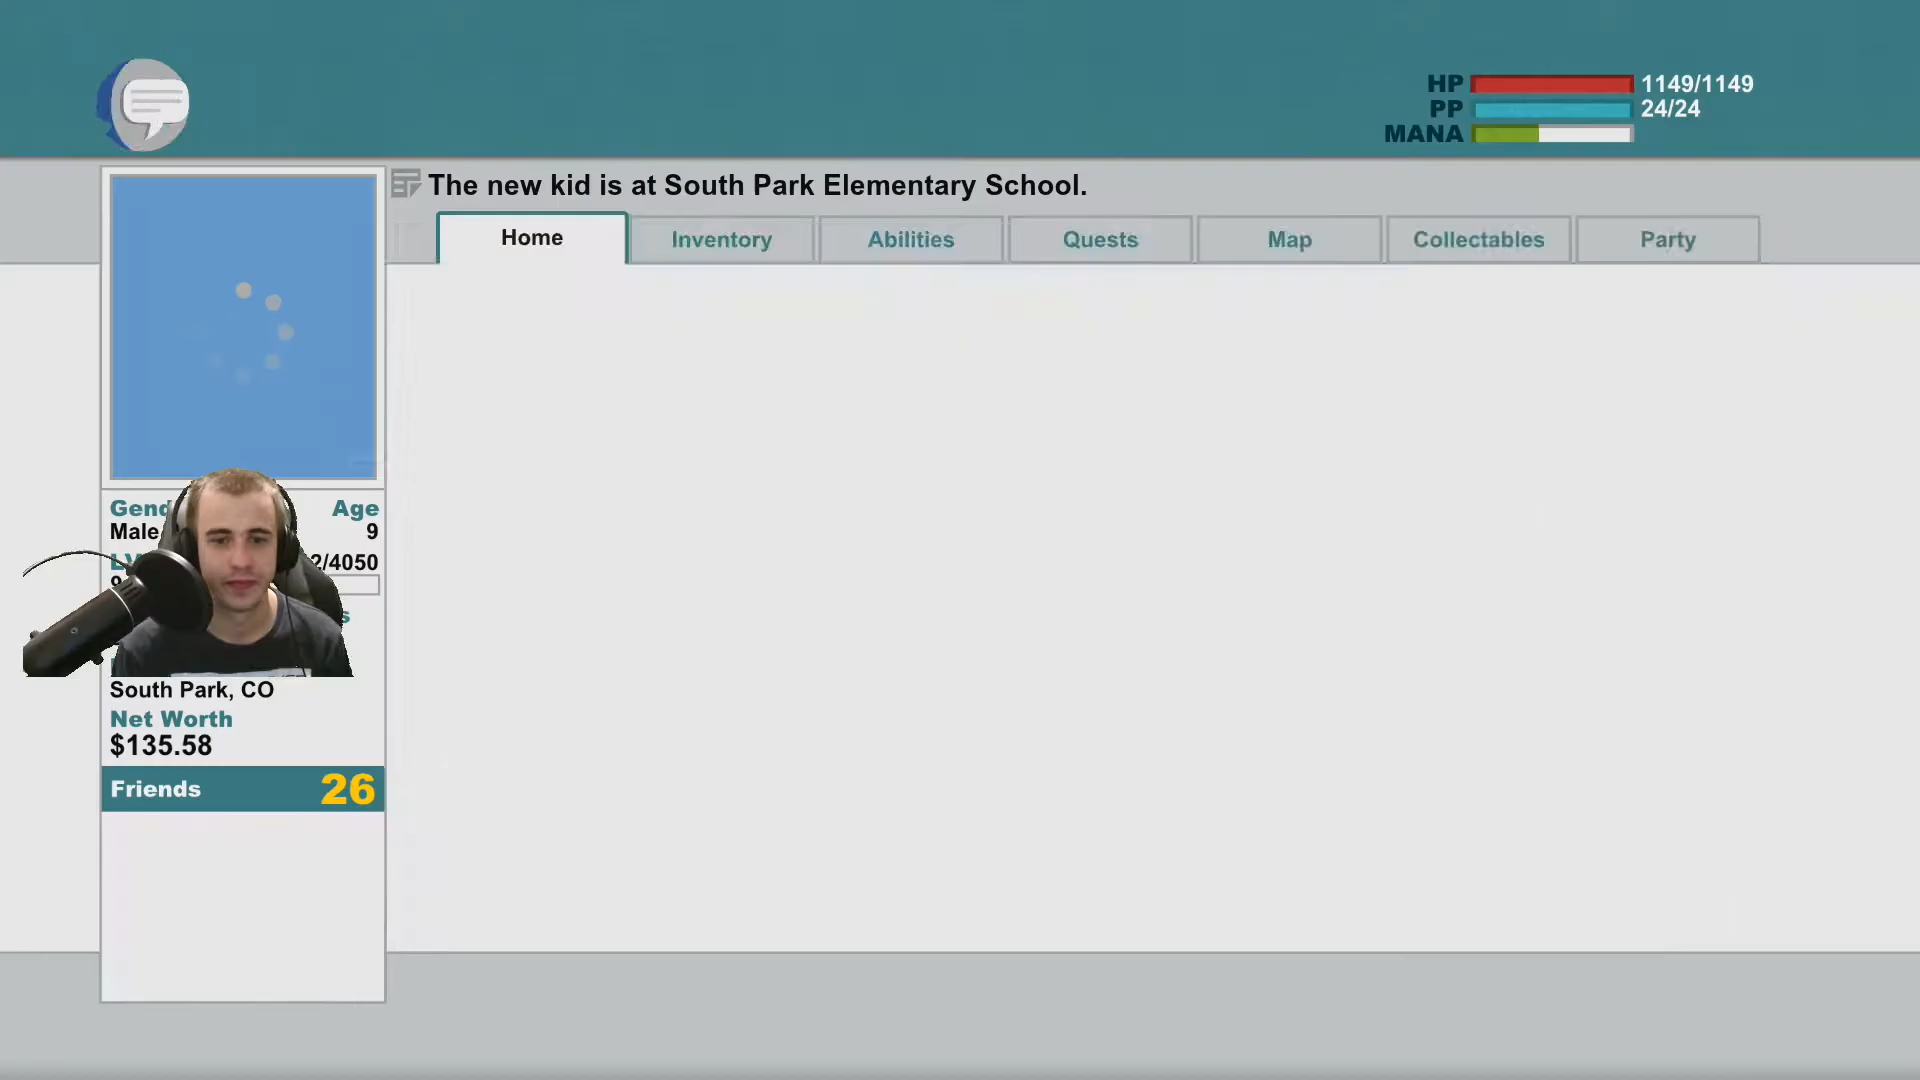 HP 1149/1149
PP 24/24
MANA
The new kid is at South Park Elementary School.
Home Inventory Abilities Quests Map Collectables Party
Age
Male 9
2/4050
South Park, CO
Net Worth
$135.58
Friends 26